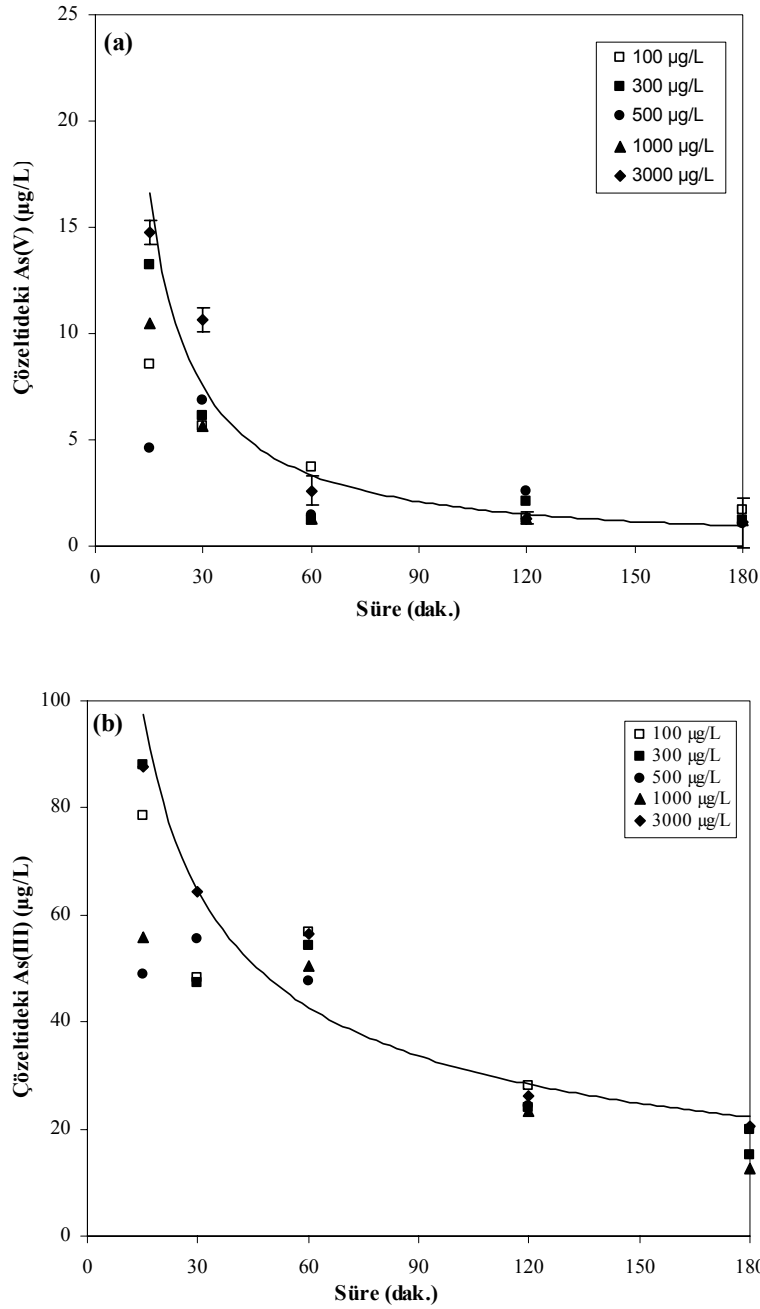 (a)
25
20
15
10
5
0
Çözeltideki As(V) (µg/L)
100 µg/L
300 µg/L
500 µg/L
1000 µg/L
3000 µg/L
0 30 60 90 120 150 180
Süre (dak.)
(b)
100
80
60
40
20
0
Çözeltideki As(III) (µg/L)
100 µg/L
300 µg/L
500 µg/L
1000 µg/L
3000 µg/L
0 30 60 90 120 150 180
Süre (dak.)